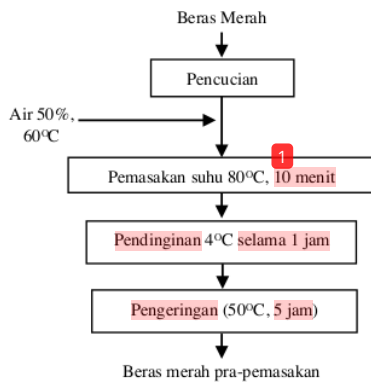 Beras Merah
Pencucian
Air 50%,
60°C
1
Pemasakan suhu 80°C, 10 menit
Pendinginan 4°C selama 1 jam
Pengeringan (50°C, 5 jam)
Beras merah pra-pemasakan